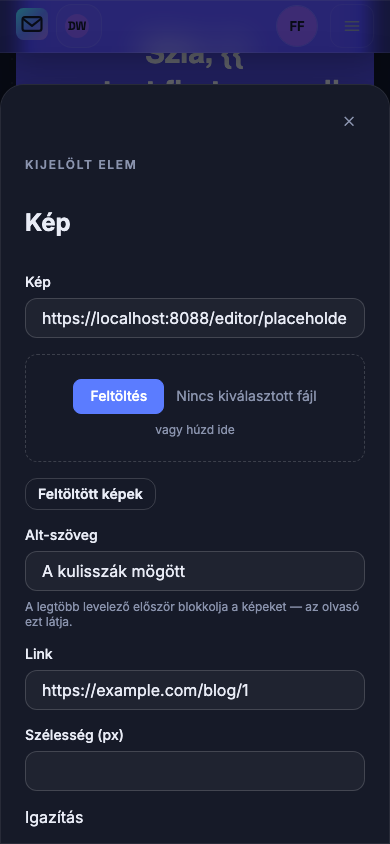 DW
FF
Szia, {{
KIJELÖLT ELEM
Kép
Kép
https://localhost:8088/editor/placeholde
Feltöltés Nincs kiválasztott fájl
vagy húzd ide
Feltöltött képek
Alt-szöveg
A kulisszák mögött
A legtöbb levelező először blokkolja a képeket — az olvasó
ezt látja.
Link
https://example.com/blog/1
Szélesség (px)
Igazítás